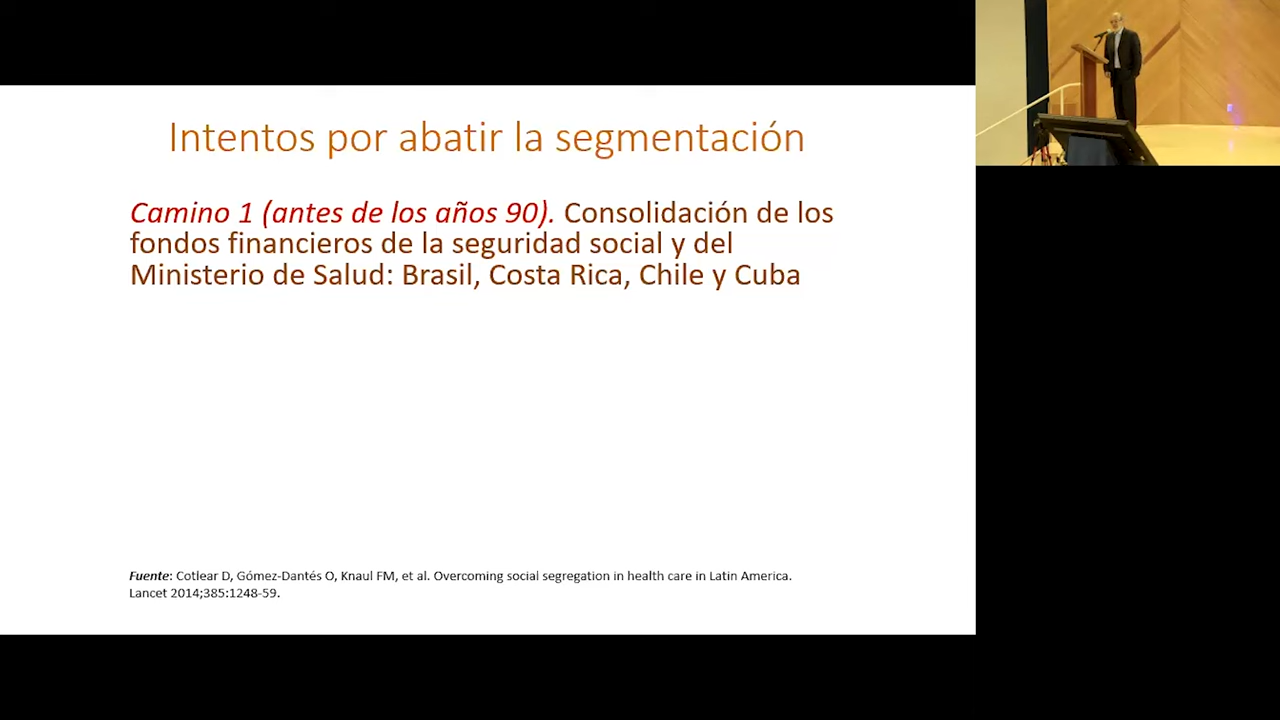 Intentos por abatir la segmentación
Camino 1 (antes de los años 90). Consolidación de los
fondos financieros de la seguridad social y del
Ministerio de Salud: Brasil, Costa Rica, Chile y Cuba
Fuente: Cotlear D, Gómez-Dantés O, Knaul FM, et al. Overcoming social segregation in health care in Latin America.
Lancet 2014;385:1248-59.